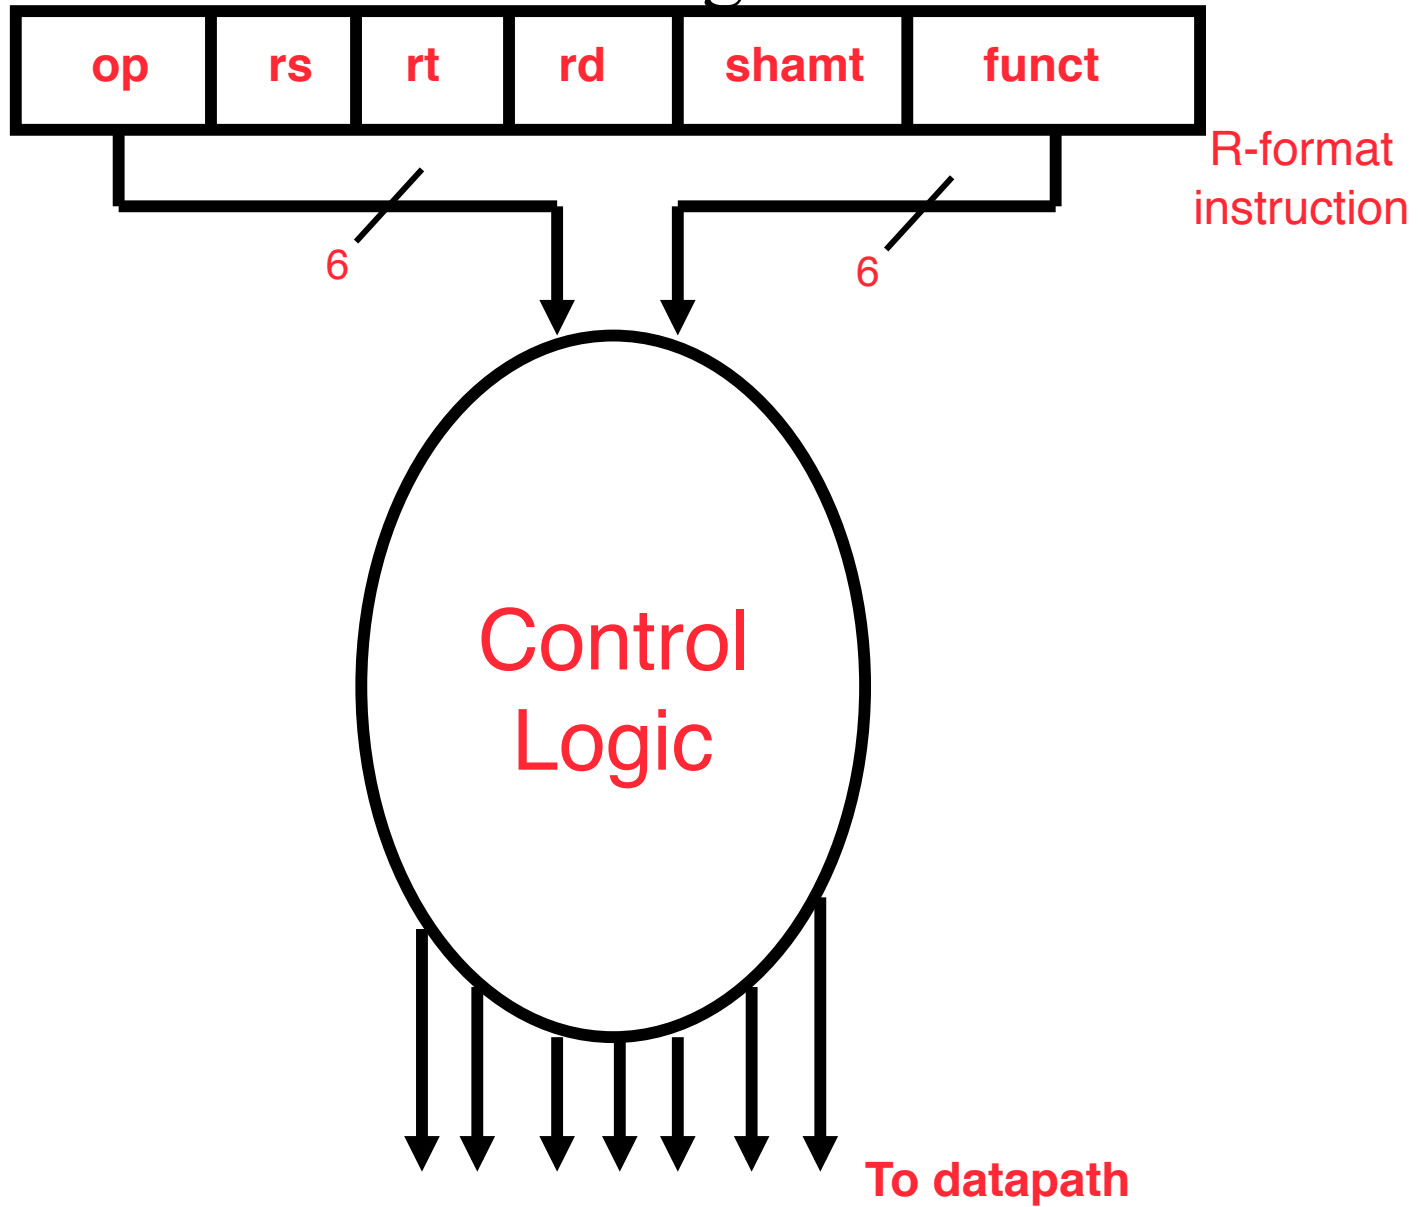 op rs rt rd shamt funct
R-format
instruction
6
6
Control
Logic
To datapath